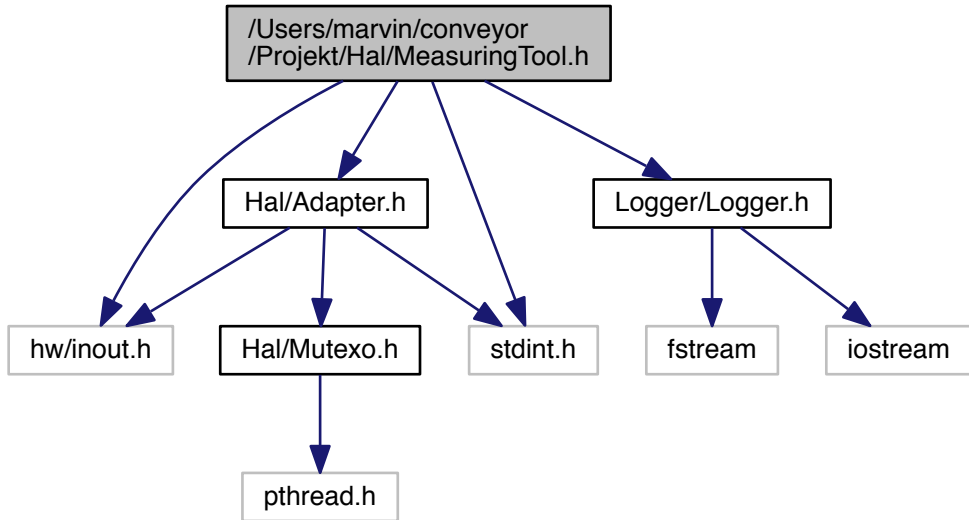 /Users/marvin/conveyor
/Projekt/Hal/MeasuringTool.h
Hal/Adapter.h
Logger/Logger.h
hw/inout.h
Hal/Mutexo.h
stdint.h
fstream
iostream
pthread.h